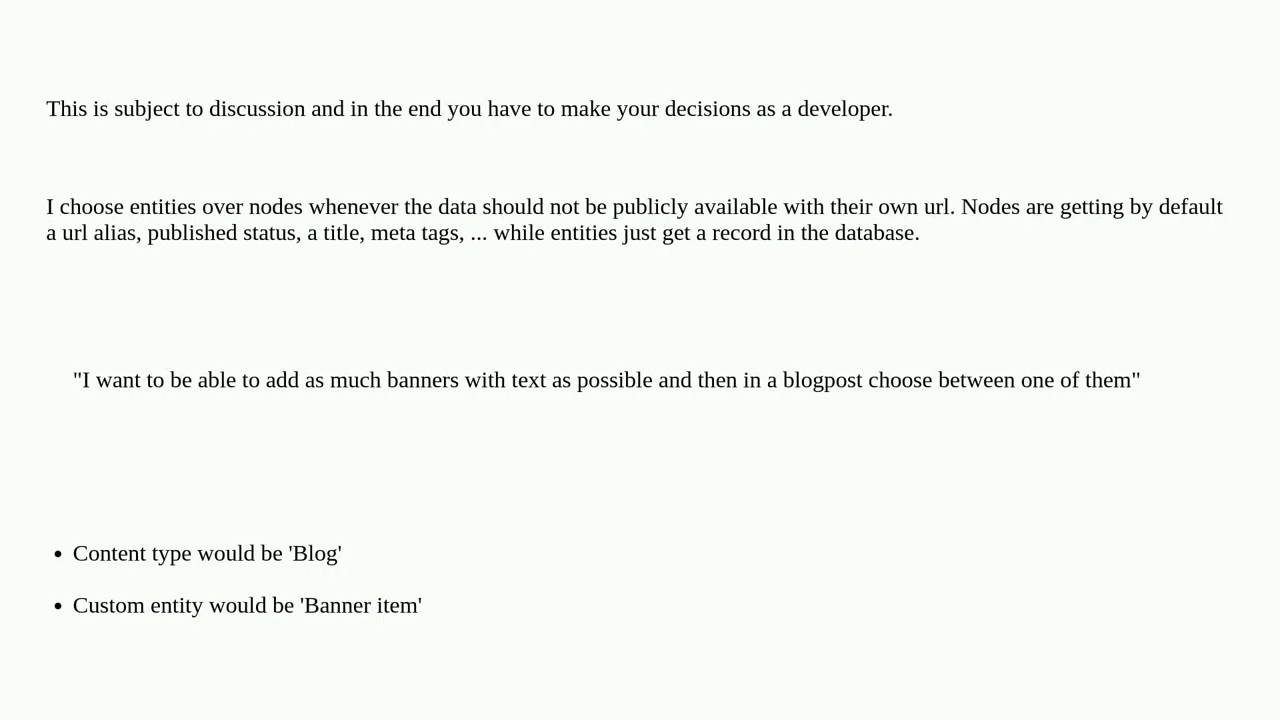 This is subject to discussion and in the end you have to make your decisions as a developer.
I choose entities over nodes whenever the data should not be publicly available with their own url. Nodes are getting by default
a url alias, published status, a title, meta tags, ... while entities just get a record in the database.
"I want to be able to add as much banners with text as possible and then in a blogpost choose between one of them"
• Content type would be 'Blog'
• Custom entity would be 'Banner item'